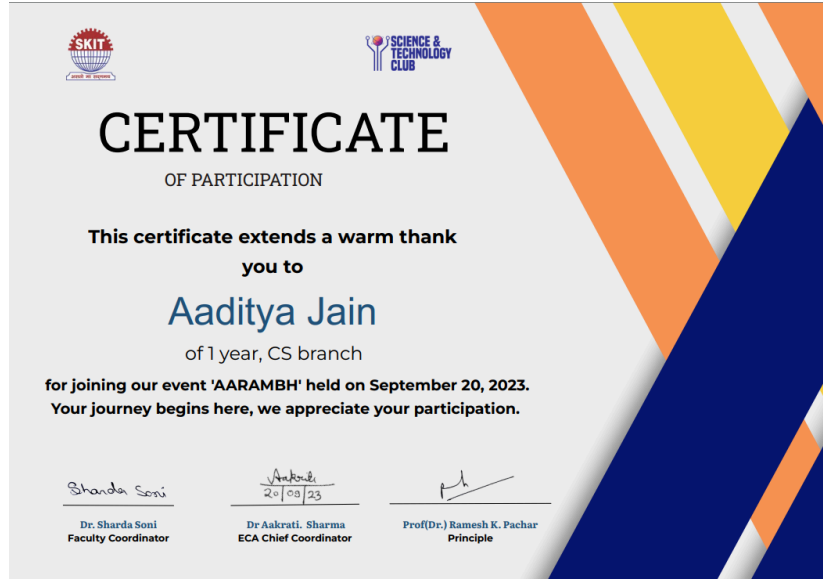 SKIT
SCIENCE &
TECHNOLOGY
CLUB
CERTIFICATE
OF PARTICIPATION
This certificate extends a warm thank
you to
Aaditya Jain
of 1 year, CS branch
for joining our event 'AARAMBH' held on September 20, 2023.
Your journey begins here, we appreciate your participation.
Sharda Soni
Aakrati
20/09/23
Dr. Sharda Soni
Faculty Coordinator
Dr Aakrati. Sharma
ECA Chief Coordinator
Prof(Dr.) Ramesh K. Pachar
Principle